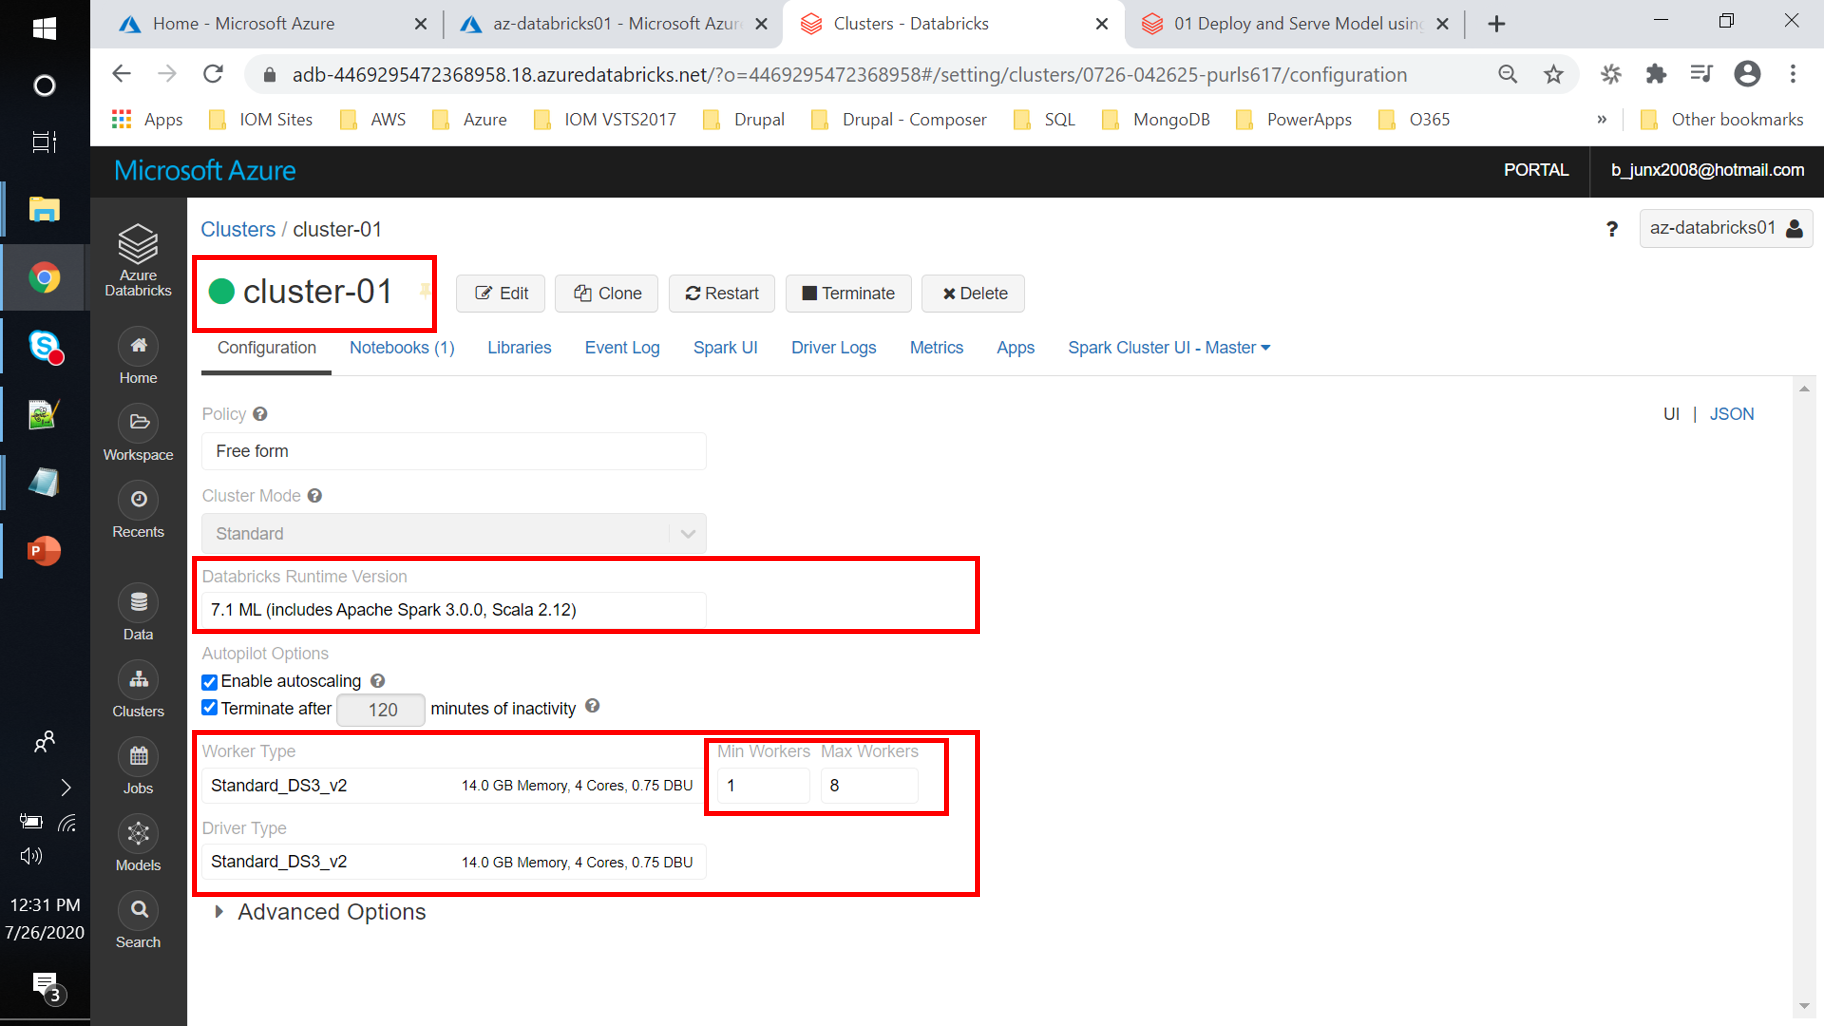 Home - Microsoft Azure
az-databricks01 - Microsoft Azur
Clusters - Databricks
01 Deploy and Serve Model using
adb-4469295472368958.18.azuredatabricks.net/?o=4469295472368958#/setting/clusters/0726-042625-purls617/configuration
Apps
IOM Sites
AWS
Azure
IOM VSTS2017
Drupal
Drupal - Composer
SQL
MongoDB
PowerApps
O365
»
Other bookmarks
Microsoft Azure
PORTAL
b_junx2008@hotmail.com
Azure
Databricks
Home
Workspace
Recents
Data
Clusters
Jobs
Models
Search
Clusters / cluster-01
?
az-databricks01
cluster-01
Edit
Clone
Restart
Terminate
Delete
Configuration
Notebooks (1)
Libraries
Event Log
Spark UI
Driver Logs
Metrics
Apps
Spark Cluster UI - Master
Policy ?
UI | JSON
Free form
Cluster Mode ?
Standard
Databricks Runtime Version
7.1 ML (includes Apache Spark 3.0.0, Scala 2.12)
Autopilot Options
Enable autoscaling ?
Terminate after 120 minutes of inactivity ?
Worker Type
Min Workers
Max Workers
Standard_DS3_v2
14.0 GB Memory, 4 Cores, 0.75 DBU
1
8
Driver Type
Standard_DS3_v2
14.0 GB Memory, 4 Cores, 0.75 DBU
Advanced Options
P
12:31 PM
7/26/2020
3